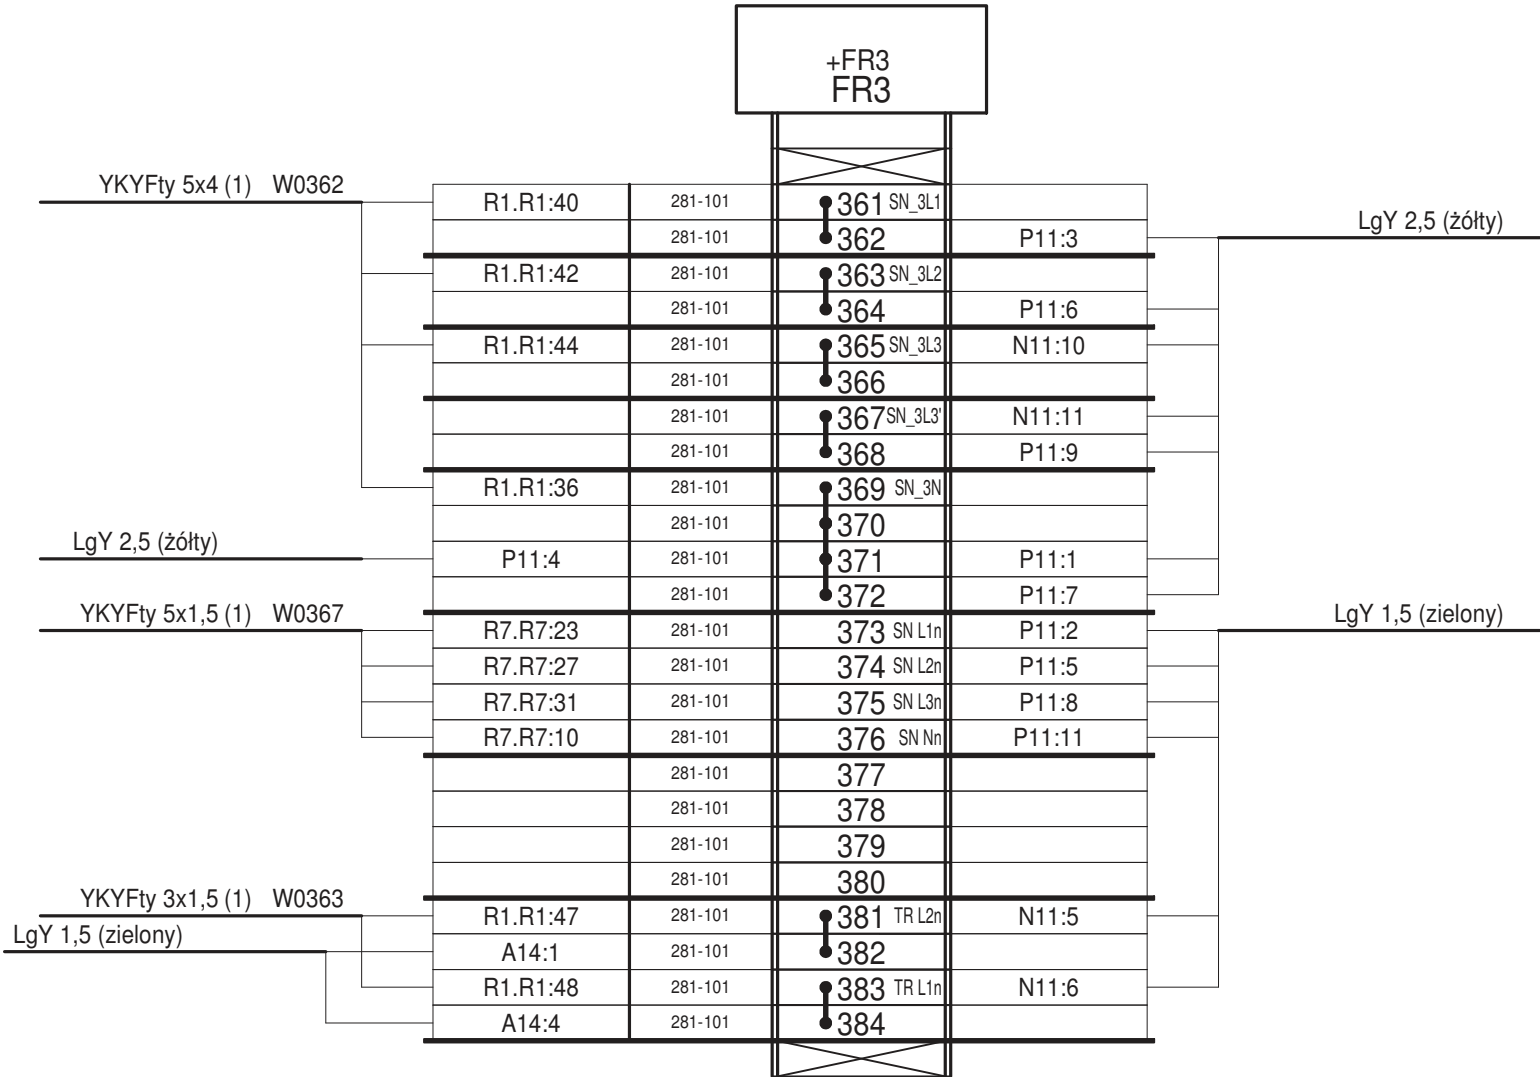 +FR3
FR3
YKYFty 5x4 (1) W0362
R1.R1:40 281-101 361 SN_3L1
LgY 2,5 (żółty)
281-101 362 P11:3
R1.R1:42 281-101 363 SN_3L2
281-101 364 P11:6
R1.R1:44 281-101 365 SN_3L3 N11:10
281-101 366
281-101 367 SN_3L3' N11:11
281-101 368 P11:9
R1.R1:36 281-101 369 SN_3N
281-101 370
LgY 2,5 (żółty)
P11:4 281-101 371 P11:1
281-101 372 P11:7
YKYFty 5x1,5 (1) W0367
LgY 1,5 (zielony)
R7.R7:23 281-101 373 SN L1n P11:2
R7.R7:27 281-101 374 SN L2n P11:5
R7.R7:31 281-101 375 SN L3n P11:8
R7.R7:10 281-101 376 SN Nn P11:11
281-101 377
281-101 378
281-101 379
281-101 380
YKYFty 3x1,5 (1) W0363
R1.R1:47 281-101 381 TR L2n N11:5
LgY 1,5 (zielony)
A14:1 281-101 382
R1.R1:48 281-101 383 TR L1n N11:6
A14:4 281-101 384